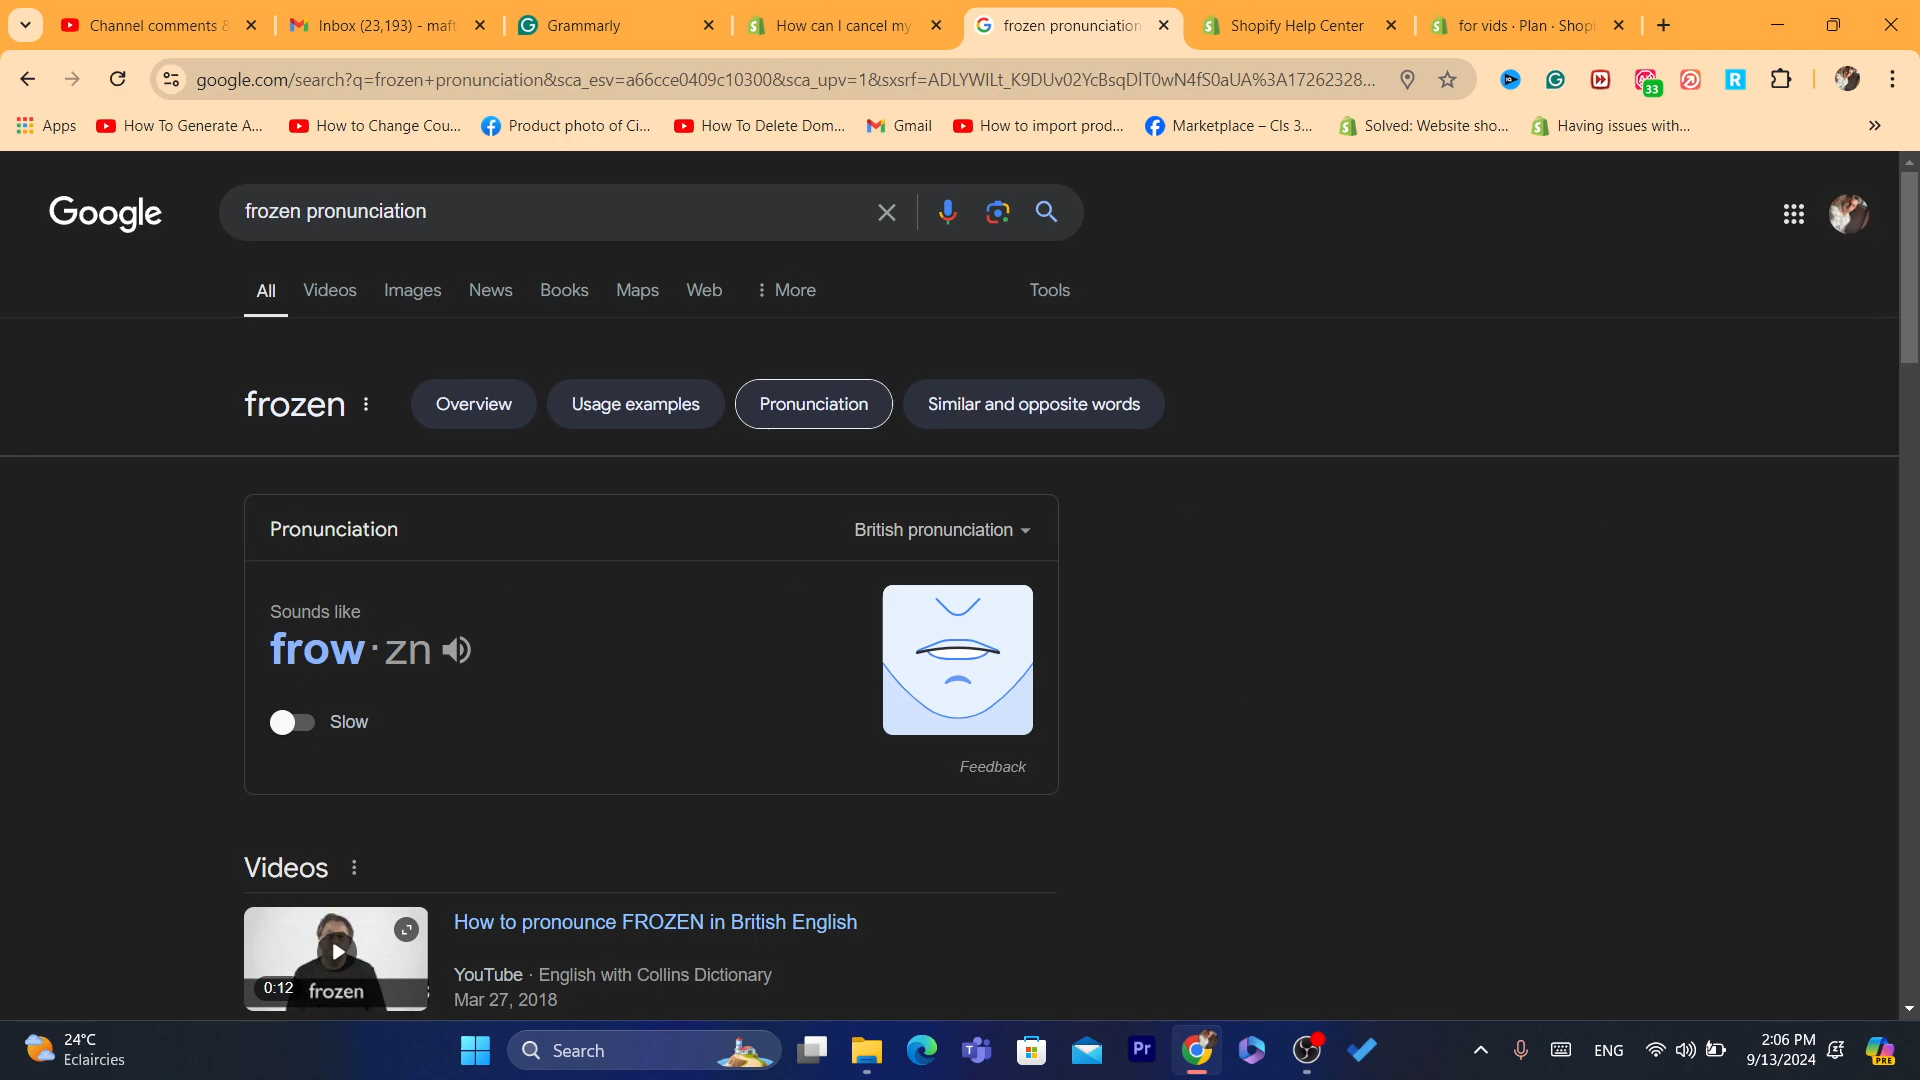 Channel comments &
Inbox (23,193) - maft
Grammarly
How can I cancel my
frozen pronunciation
Shopify Help Center
for vids · Plan · Shopi
google.com/search?q=frozen+pronunciation&sca_esv=a66cce0409c10300&sca_upv=1&sxsrf=ADLYWILt_K9DUv02YcBsqDlT0wN4fS0aUA%3A17262328...
33
Apps
How To Generate A...
How to Change Cou...
Product photo of Ci...
How To Delete Dom...
Gmail
How to import prod...
Marketplace – Cls 3...
Solved: Website sho...
Having issues with...
Google
frozen pronunciation
All
Videos
Images
News
Books
Maps
Web
More
Tools
frozen
Overview
Usage examples
Pronunciation
Similar and opposite words
Pronunciation
British pronunciation
Sounds like
frow·zn
Slow
Feedback
Videos
How to pronounce FROZEN in British English
YouTube · English with Collins Dictionary
Mar 27, 2018
0:12
frozen
24°C
Eclaircies
Search
Pr
ENG
2:06 PM
9/13/2024
PRE